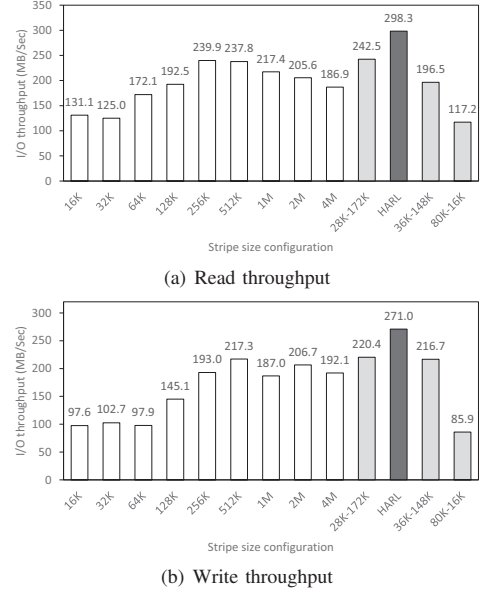 350
300
250
200
150
100
50
0
I/O throughput (MB/Sec)
131.1
125.0
172.1
192.5
239.9
237.8
217.4
205.6
186.9
242.5
298.3
196.5
117.2
16K
32K
64K
128K
256K
512K
1M
2M
4M
28K-172K
HARL
36K-148K
80K-16K
Stripe size configuration
(a) Read throughput
300
250
200
150
100
50
0
I/O throughput (MB/Sec)
97.6
102.7
97.9
145.1
193.0
217.3
187.0
206.7
192.1
220.4
271.0
216.7
85.9
16K
32K
64K
128K
256K
512K
1M
2M
4M
28K-172K
HARL
36K-148K
80K-16K
Stripe size configuration
(b) Write throughput